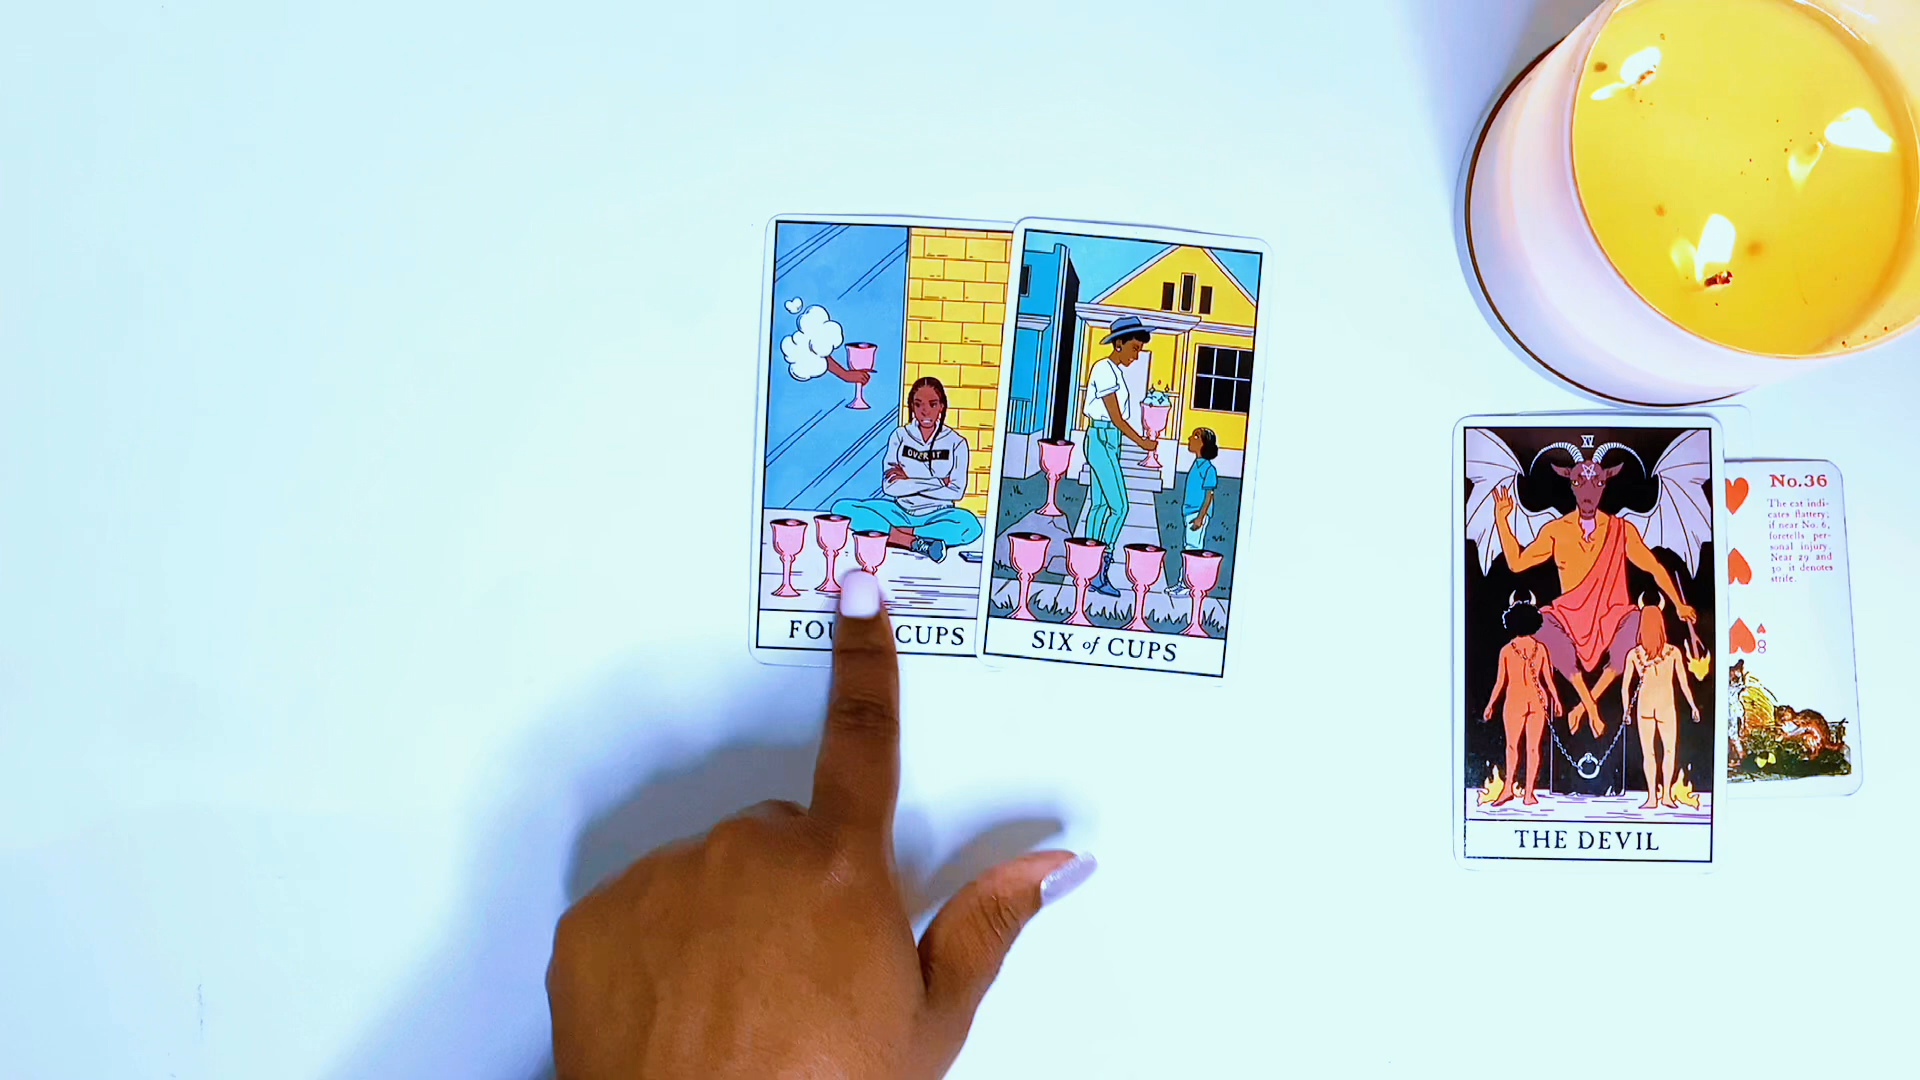 OVER IT
FOU CUPS
SIX of CUPS
XV
THE DEVIL
No.36
The cat indi-
cates flattery;
if near No. 6,
foretells per-
sonal injury.
Near 29 and
30 it denotes
strife.
8